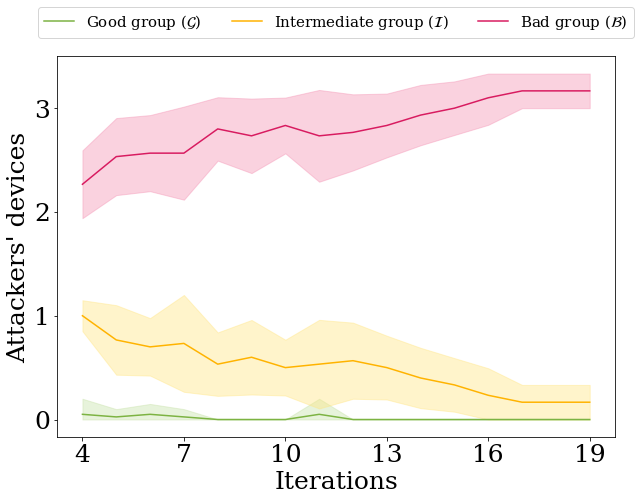 Good group (𝒢) Intermediate group (ℐ) Bad group (ℬ)
Attackers' devices
3
2
1
0
4 7 10 13 16 19
Iterations